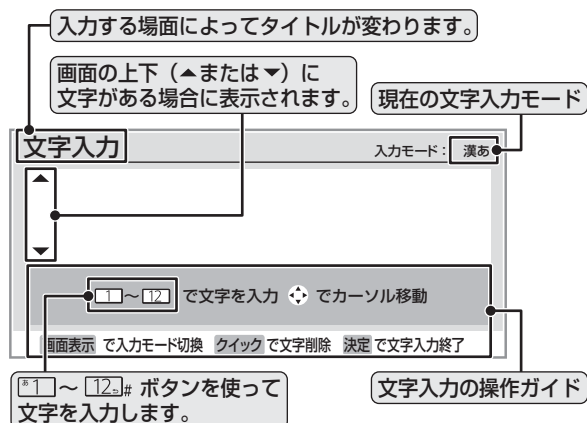 入力する場面によってタイトルが変わります。
画面の上下（▲または▼）に
文字がある場合に表示されます。
現在の文字入力モード
文字入力
入力モード： 漢あ
▲
▼
1～12 で文字を入力 でカーソル移動
画面表示 で入力モード切換 クイック で文字削除 決定 で文字入力終了
*1～12# ボタンを使って
文字を入力します。
文字入力の操作ガイド